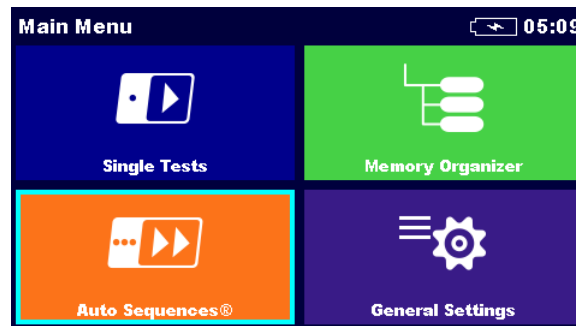 Main Menu 05:09
Single Tests
Memory Organizer
Auto Sequences®
General Settings